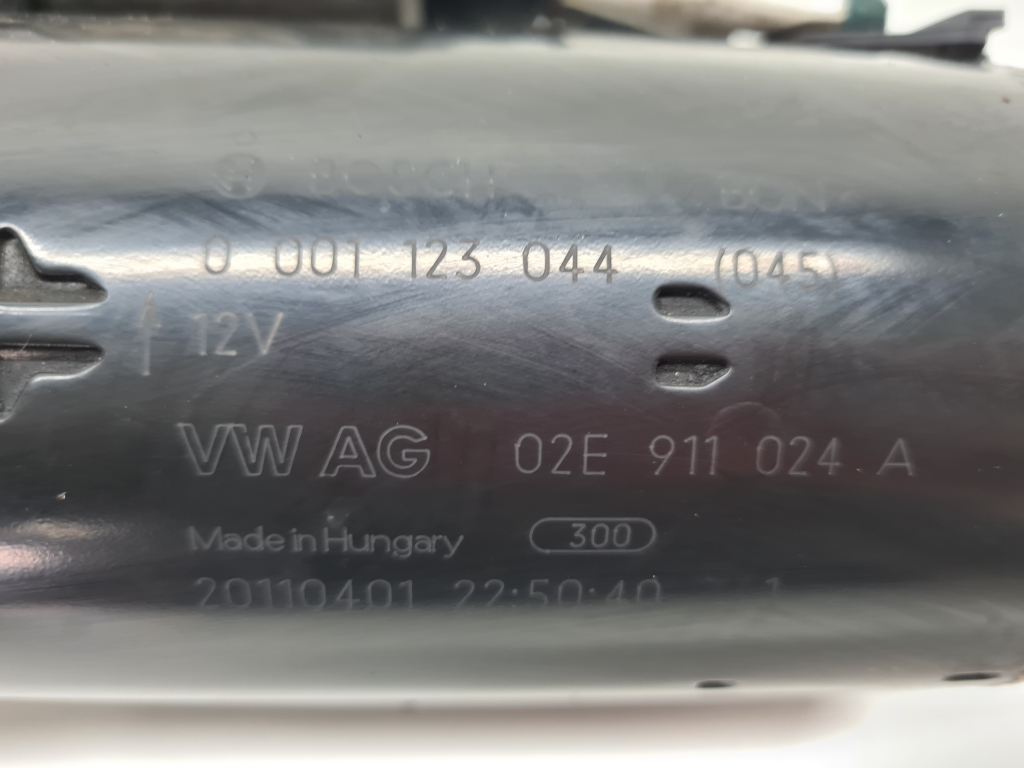 BOSCH
0 001 123 044 (045)
12V
VW AG 02E 911 024 A
Made in Hungary 300
20110401 22:50:40 1